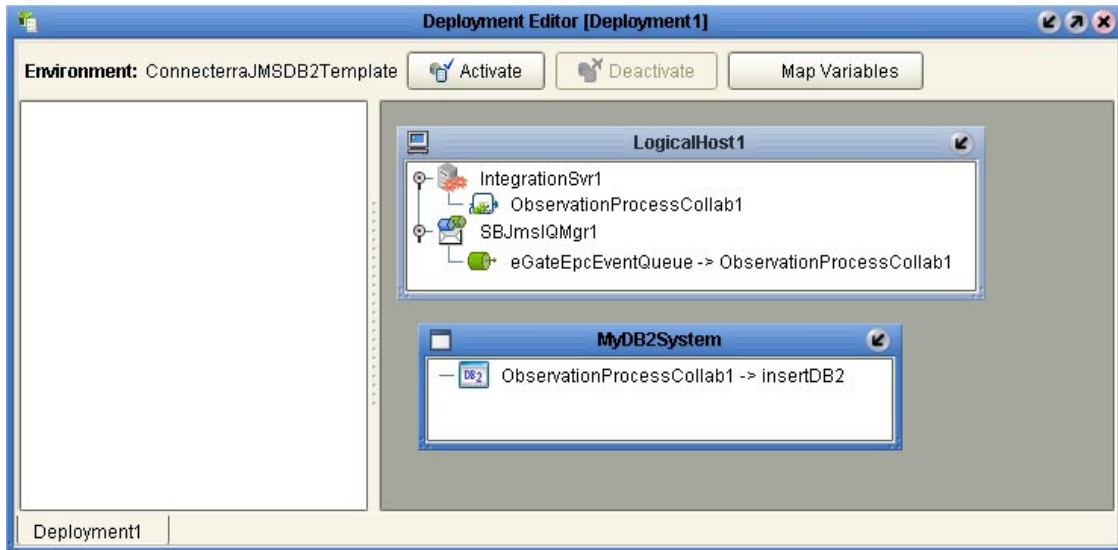 Deployment Editor [Deployment1]
Environment: ConnecterraJMSDB2Template Activate Deactivate Map Variables
LogicalHost1
IntegrationSvr1
ObservationProcessCollab1
SBJmsIQMgr1
eGateEpcEventQueue -> ObservationProcessCollab1
MyDB2System
DB2 ObservationProcessCollab1 -> insertDB2
Deployment1